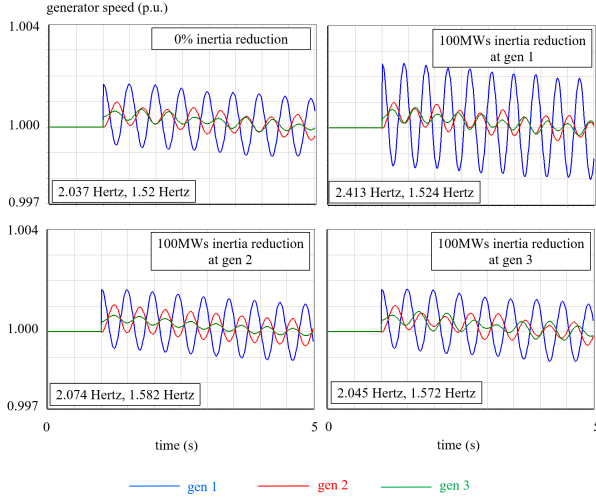 generator speed (p.u.)
1.004
0% inertia reduction
100MWs inertia reduction
at gen 1
1.000
2.037 Hertz, 1.52 Hertz
2.413 Hertz, 1.524 Hertz
0.997
1.004
100MWs inertia reduction
at gen 2
100MWs inertia reduction
at gen 3
1.000
2.074 Hertz, 1.582 Hertz
2.045 Hertz, 1.572 Hertz
0.997
0
5
0
5
time (s)
time (s)
gen 1
gen 2
gen 3